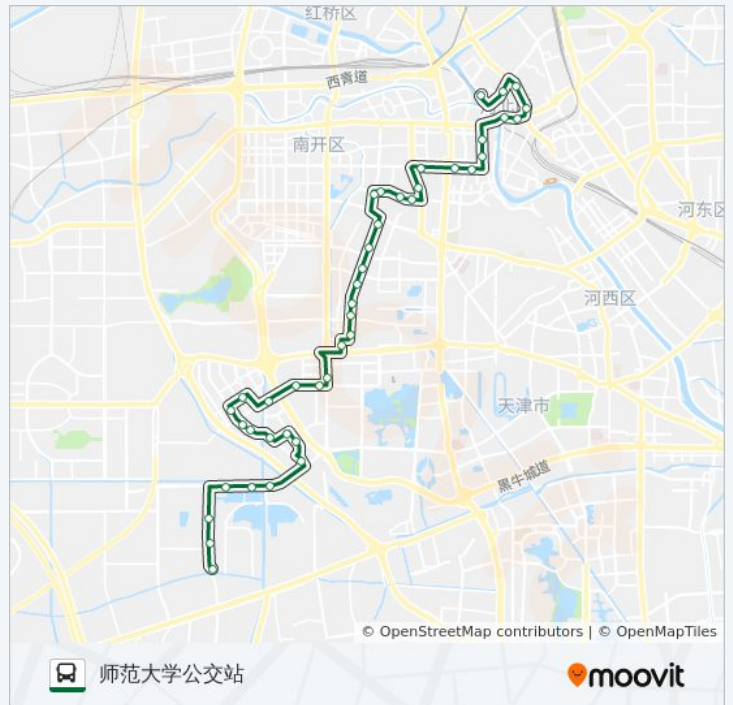 红桥区
西青道
南开区
河东区
河西区
天津市
黑牛城道
© OpenStreetMap contributors | © OpenMapTiles
师范大学公交站
moovit